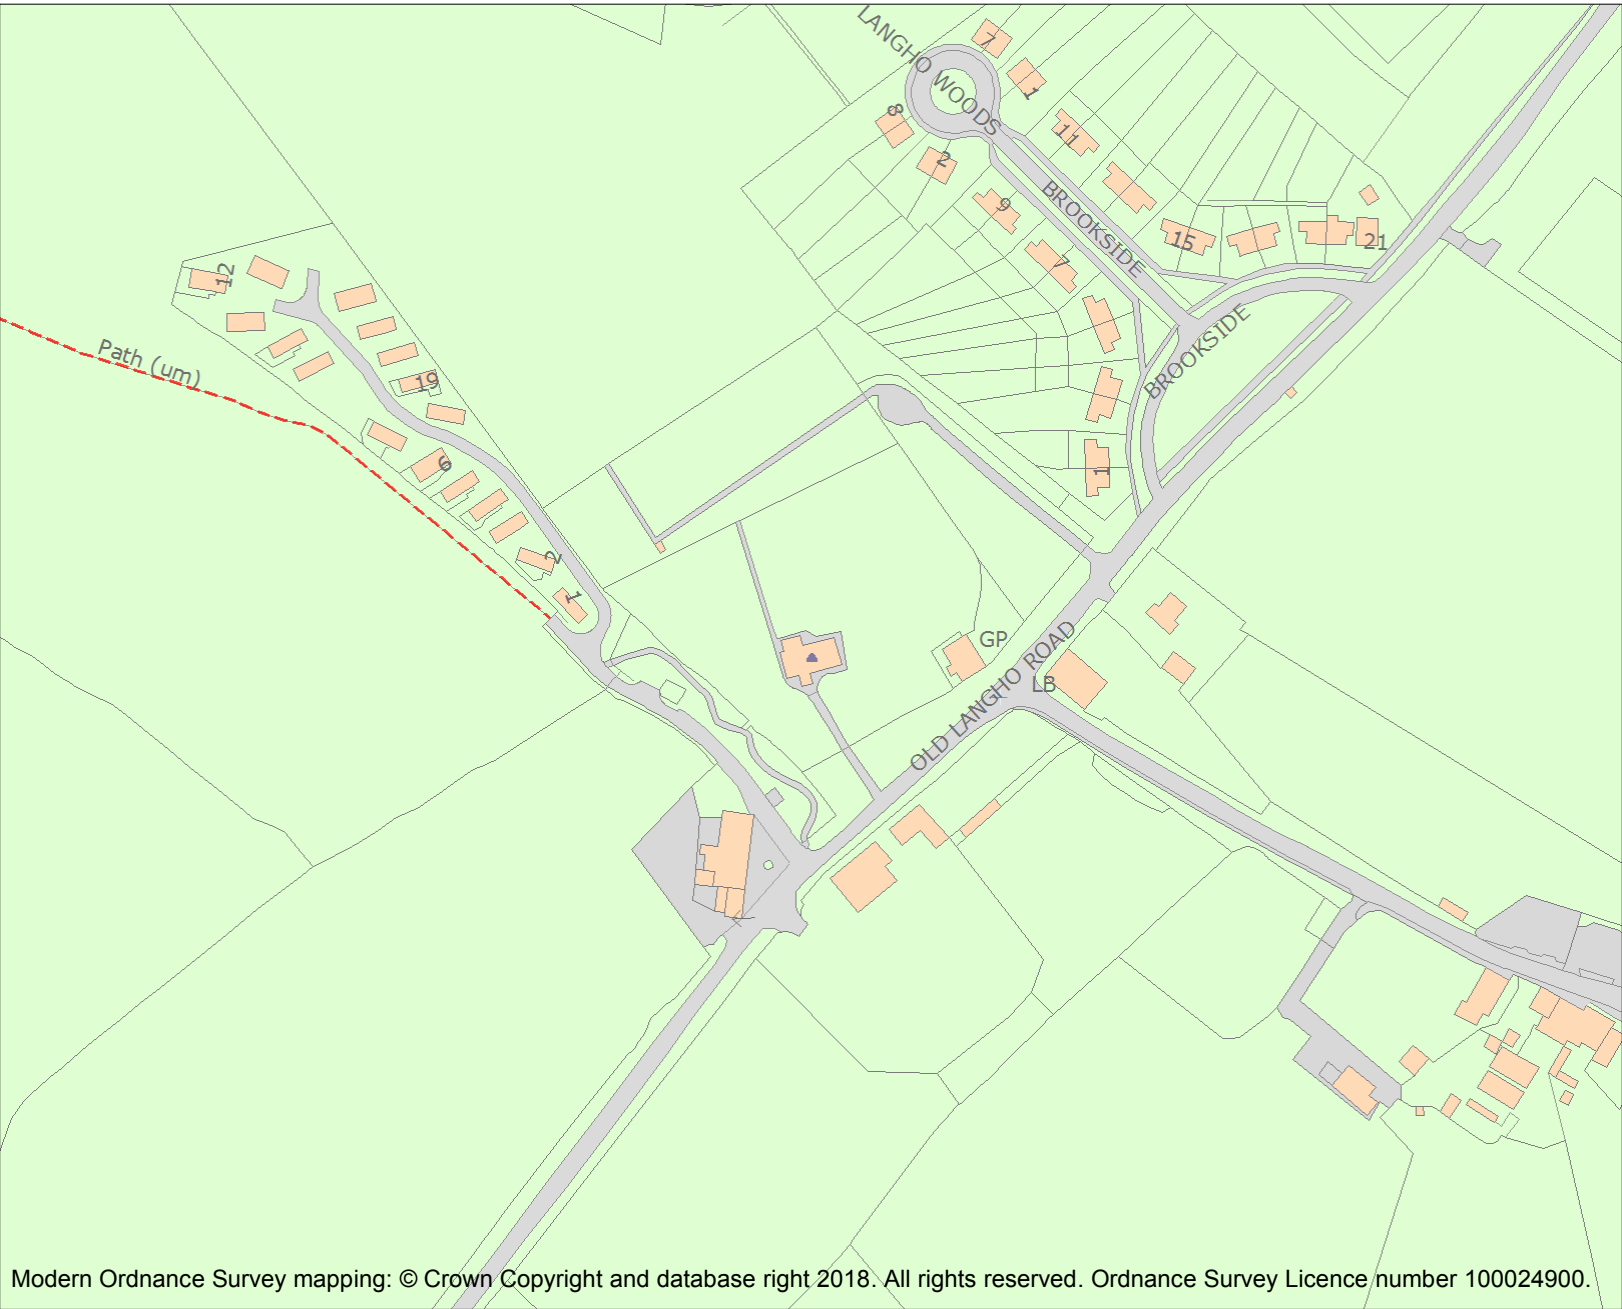 LANGHO WOODS
7
1
8
2
11
9
BROOKSIDE
7
15
21
12
BROOKSIDE
Path (um)
19
6
1
2
1
GP
LB
OLD LANGHO ROAD
Modern Ordnance Survey mapping: © Crown Copyright and database right 2018. All rights reserved. Ordnance Survey Licence number 100024900.